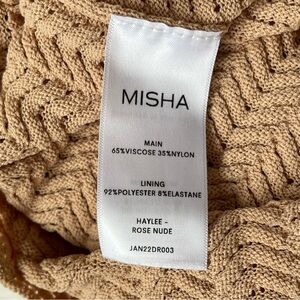 MISHA
MAIN
65%VISCOSE 35%NYLON
LINING
92%POLYESTER 8%ELASTANE
HAYLEE -
ROSE NUDE
JAN22DR003